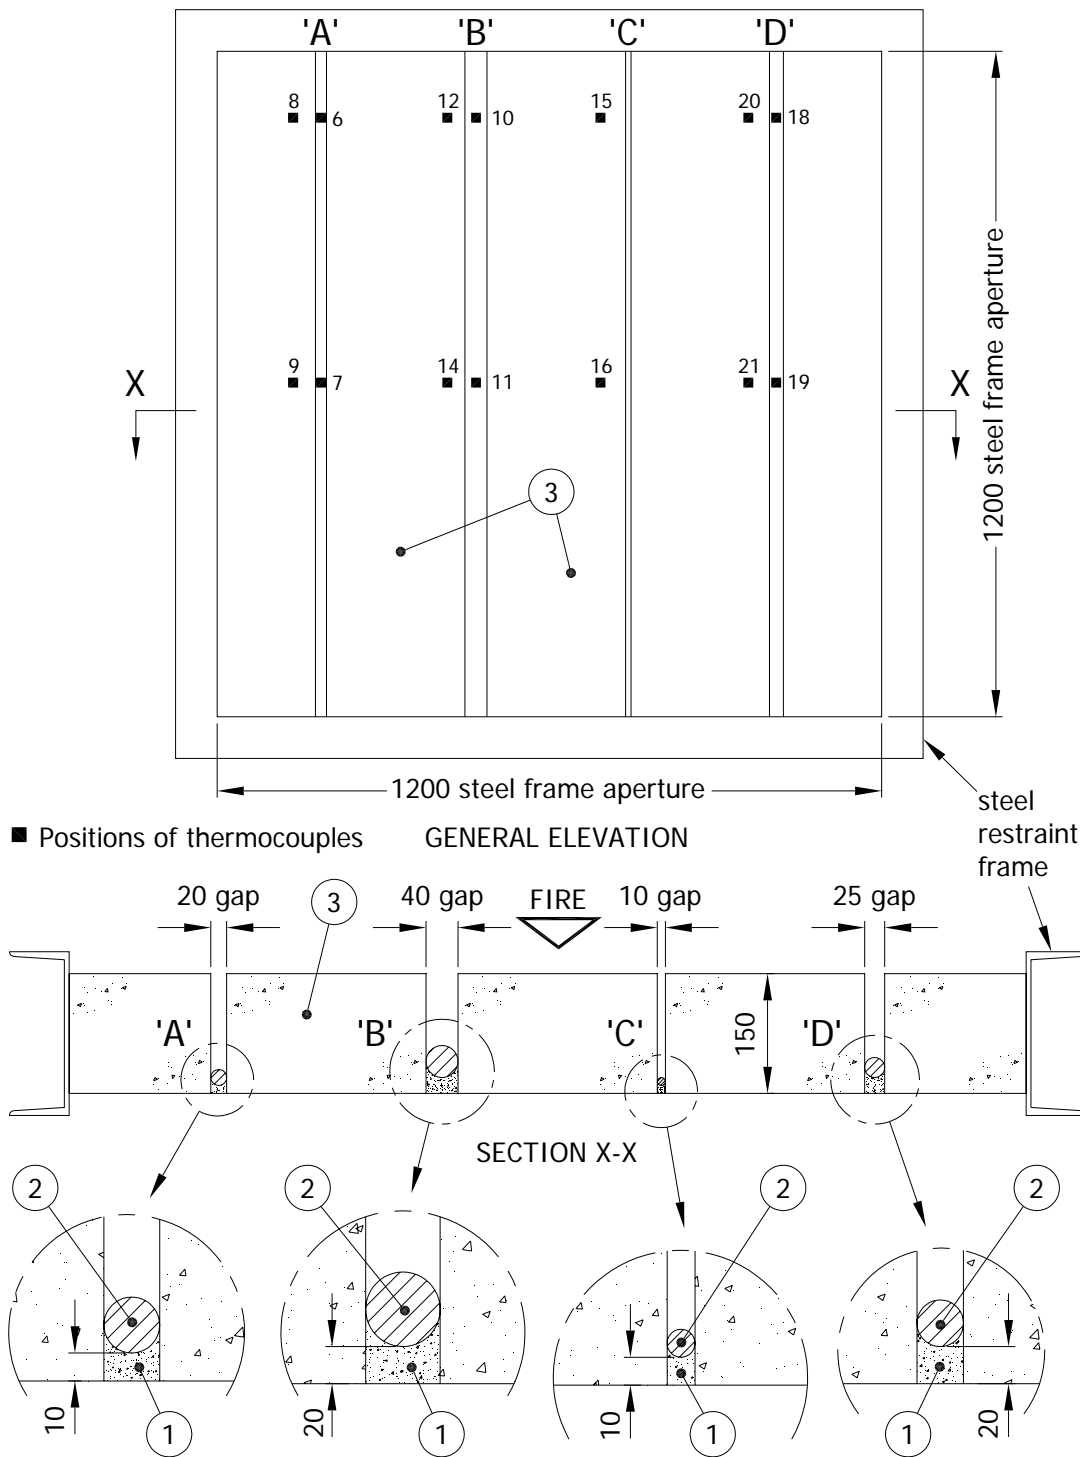 'A' 'B' 'C' 'D'
8 6 12 10 15 20 18
9 7 14 11 16 21 19
X X
3
1200 steel frame aperture
1200 steel frame aperture
steel
restraint
frame
■ Positions of thermocouples
GENERAL ELEVATION
20 gap 40 gap FIRE 10 gap 25 gap
3
'A' 'B' 'C' 'D'
150
SECTION X-X
2 2 2 2
10 20 10 20
1 1 1 1